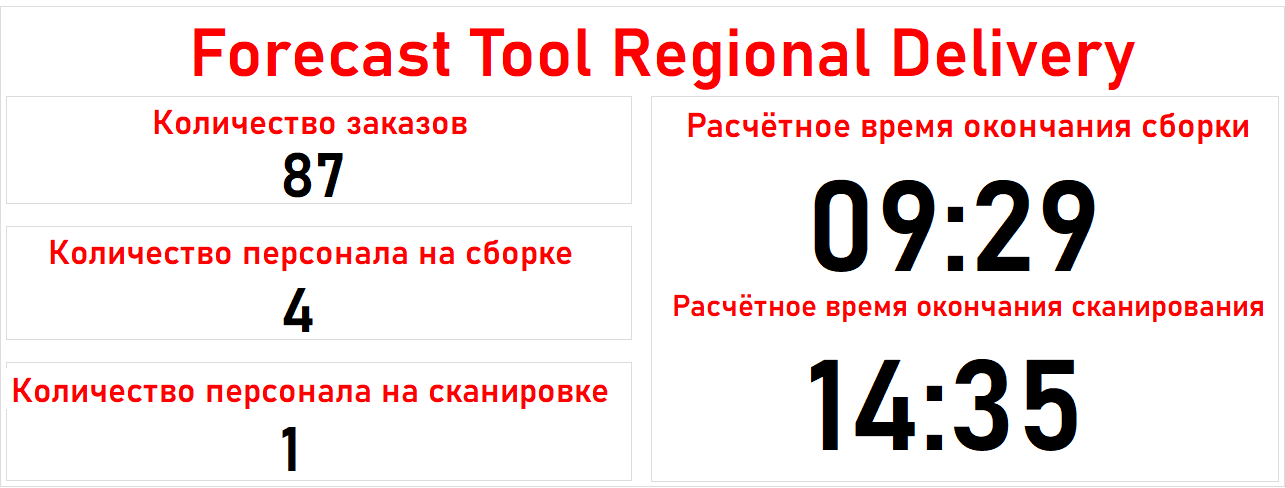 Forecast Tool Regional Delivery
Количество заказов
87
Количество персонала на сборке
4
Количество персонала на сканировке
1
Расчётное время окончания сборки
09:29
Расчётное время окончания сканирования
14:35